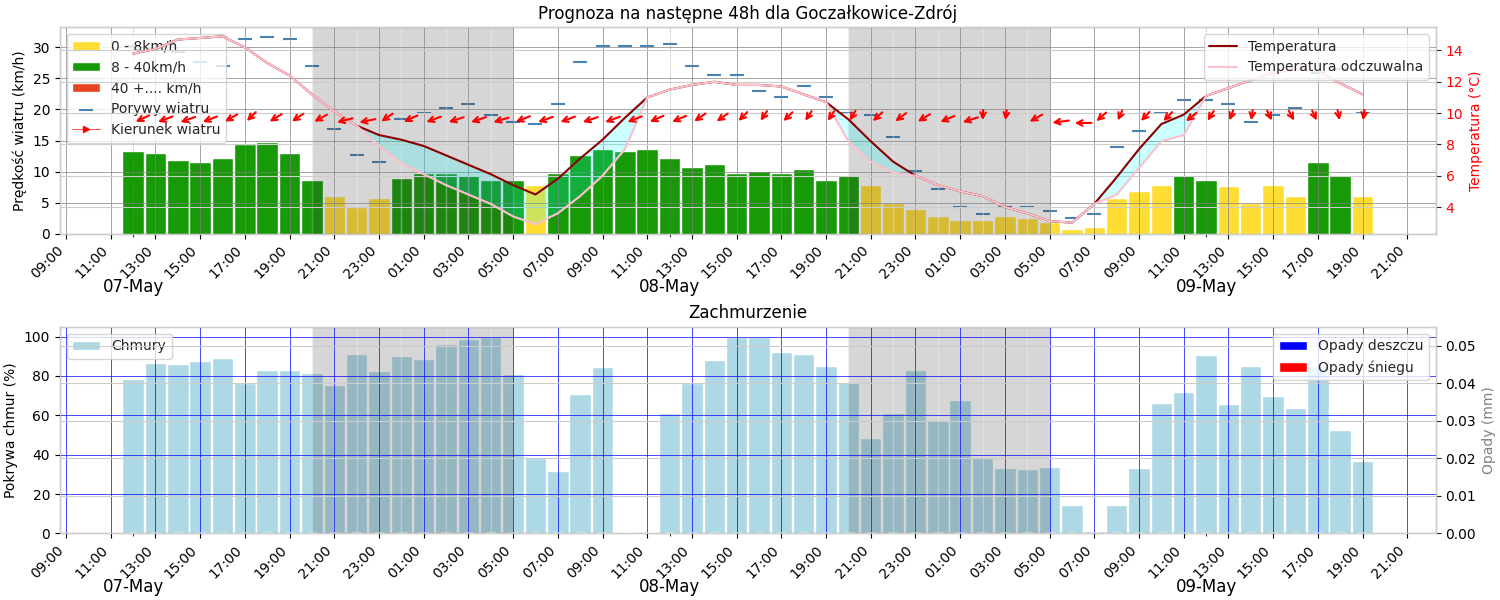 Prognoza na następne 48h dla Goczałkowice-Zdrój
0 - 8km/h
8 - 40km/h
40 +.... km/h
Porywy wiatru
Kierunek wiatru
Temperatura
Temperatura odczuwalna
Prędkość wiatru (km/h)
30
25
20
15
10
5
0
Temperatura (°C)
14
12
10
8
6
4
09:00 11:00 13:00 15:00 17:00 19:00 21:00 23:00 01:00 03:00 05:00 07:00 09:00 11:00 13:00 15:00 17:00 19:00 21:00 23:00 01:00 03:00 05:00 07:00 09:00 11:00 13:00 15:00 17:00 19:00 21:00
07-May 08-May 09-May
Zachmurzenie
Chmury
Opady deszczu
Opady śniegu
Pokrywa chmur (%)
100
80
60
40
20
0
Opady (mm)
0.05
0.04
0.03
0.02
0.01
0.00
09:00 11:00 13:00 15:00 17:00 19:00 21:00 23:00 01:00 03:00 05:00 07:00 09:00 11:00 13:00 15:00 17:00 19:00 21:00 23:00 01:00 03:00 05:00 07:00 09:00 11:00 13:00 15:00 17:00 19:00 21:00
07-May 08-May 09-May